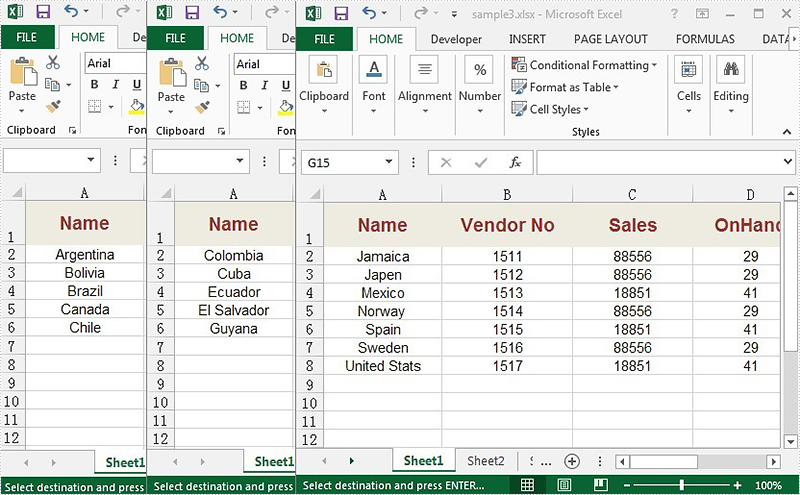 sample3.xlsx - Microsoft Excel
FILE HOME De
FILE HOME De
FILE HOME Developer INSERT PAGE LAYOUT FORMULAS DATA
Paste
Arial
B I U
Clipboard
Fon
Paste
Arial
B I U
Clipboard
Fon
Clipboard
Font
Alignment
Number
Conditional Formatting
Format as Table
Cell Styles
Styles
Cells
Editing
G15
fx
A
1 Name
2 Argentina
3 Bolivia
4 Brazil
5 Canada
6 Chile
7
8
9
10
11
12
Sheet1
Select destination and press
A
1 Name
2 Colombia
3 Cuba
4 Ecuador
5 El Salvador
6 Guyana
7
8
9
10
11
12
Sheet1
Select destination and press
A B C D
1 Name Vendor No Sales OnHand
2 Jamaica 1511 88556 29
3 Japen 1512 88556 29
4 Mexico 1513 18851 41
5 Norway 1514 88556 29
6 Spain 1515 18851 41
7 Sweden 1516 88556 29
8 United Stats 1517 18851 41
9
10
11
12
Sheet1 Sheet2 ...
Select destination and press ENTER... 100%